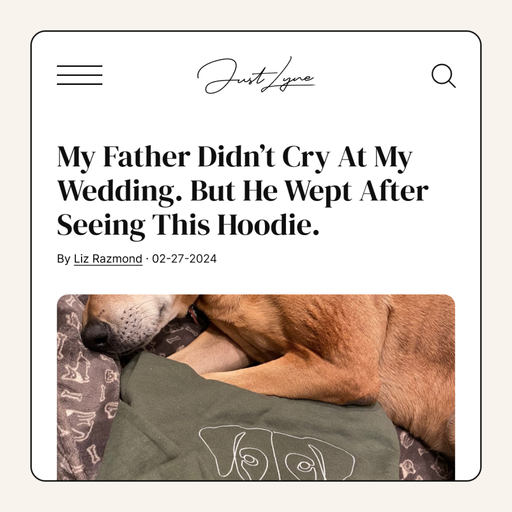 Just Lyne
My Father Didn’t Cry At My
Wedding. But He Wept After
Seeing This Hoodie.
By Liz Razmond · 02-27-2024